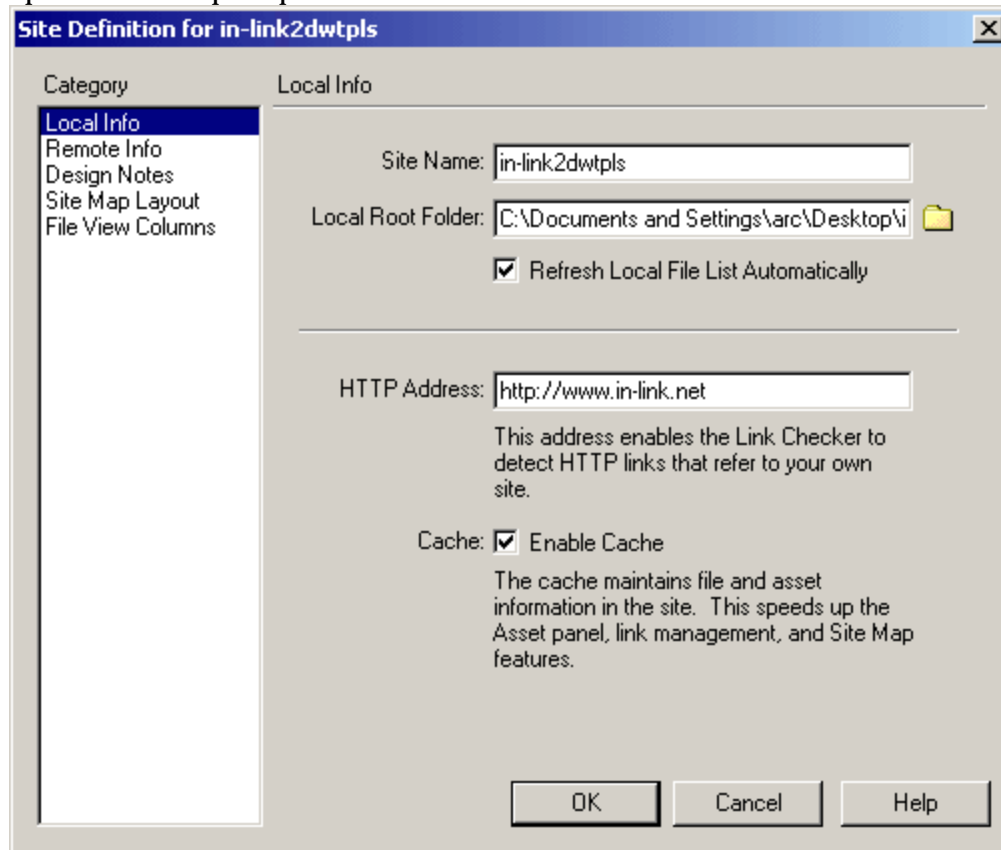 Site Definition for in-link2dwtpls
Category
Local Info
Local Info
Remote Info
Design Notes
Site Map Layout
File View Columns
Site Name: in-link2dwtpls
Local Root Folder: C:\Documents and Settings\arc\Desktop\i
Refresh Local File List Automatically
HTTP Address: http://www.in-link.net
This address enables the Link Checker to
detect HTTP links that refer to your own
site.
Cache: Enable Cache
The cache maintains file and asset
information in the site. This speeds up the
Asset panel, link management, and Site Map
features.
OK Cancel Help